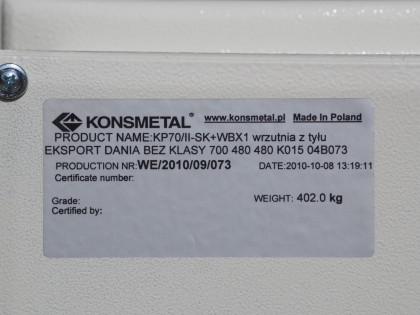 KONSMETAL® www.konsmetal.pl Made In Poland
PRODUCT NAME:KP70/II-SK+WBX1 wrzutnia z tyłu
EKSPORT DANIA BEZ KLASY 700 480 480 K015 04B073
PRODUCTION NR:WE/2010/09/073 DATE:2010-10-08 13:19:11
Certificate number:
Grade: WEIGHT: 402.0 kg
Certified by: